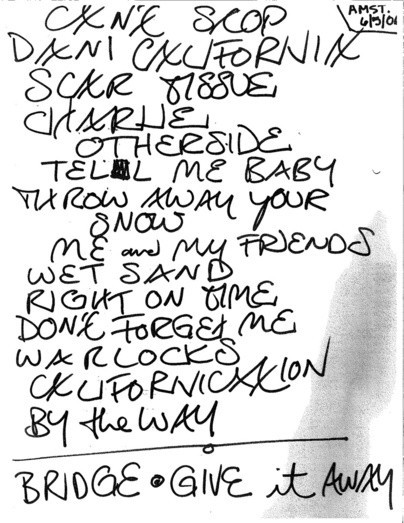 CAN'T STOP
AMST.
6/5/06
DANI CALIFORNIA
SCAR TISSUE
CHARLIE
OTHERSIDE
TELL ME BABY
THROW AWAY YOUR
SNOW
ME and MY FRIENDS
WET SAND
RIGHT ON TIME
DON'T FORGET ME
WARLOCKS
CALIFORNICATION
BY the WAY
BRIDGE • GIVE it AWAY